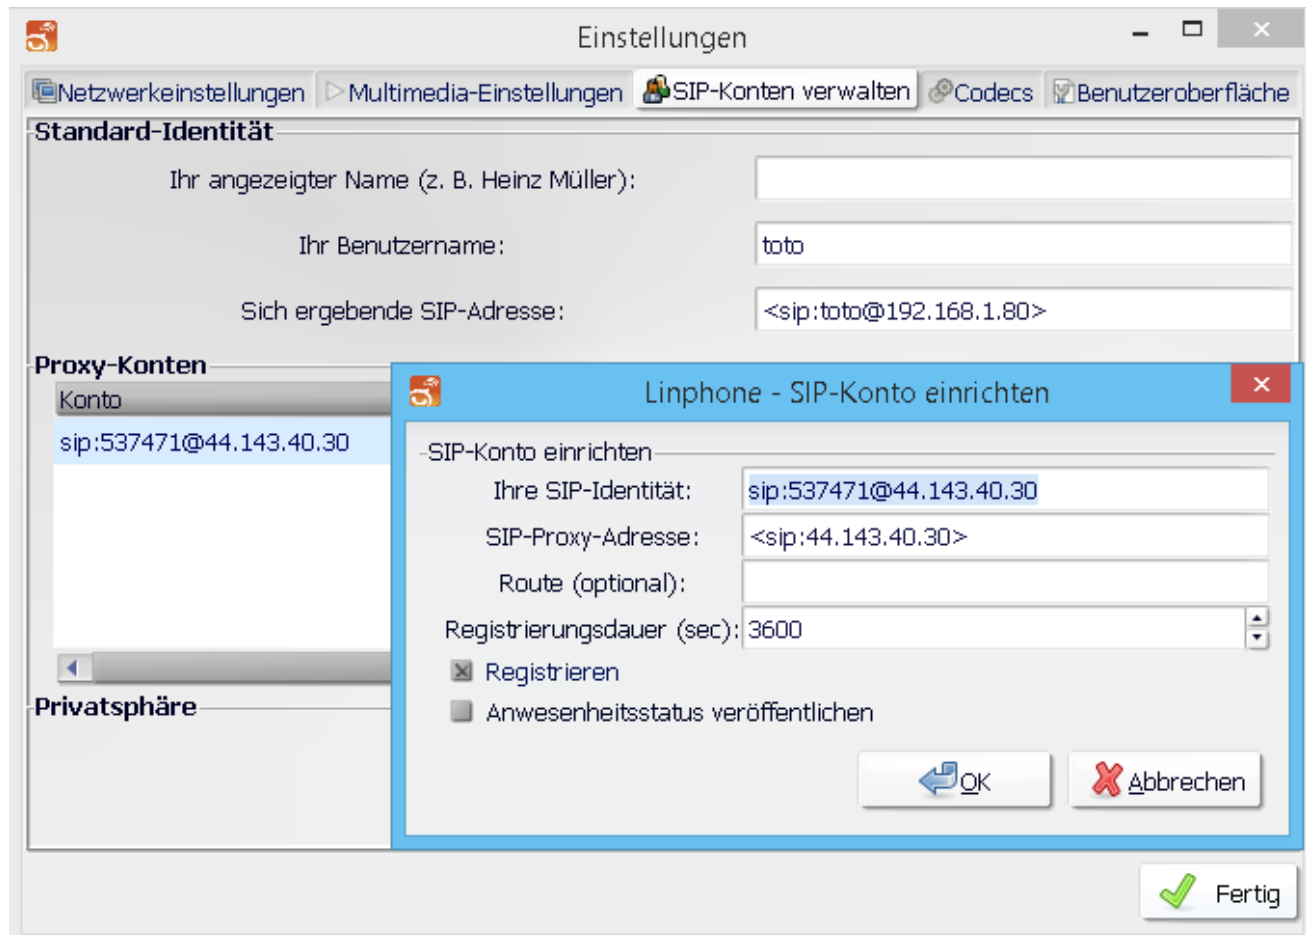 Einstellungen
Netzwerkeinstellungen Multimedia-Einstellungen SIP-Konten verwalten Codecs Benutzeroberfläche
Standard-Identität
Ihr angezeigter Name (z. B. Heinz Müller):
Ihr Benutzername: toto
Sich ergebende SIP-Adresse: <sip:toto@192.168.1.80>
Proxy-Konten
Konto
sip:537471@44.143.40.30
Privatsphäre
Linphone - SIP-Konto einrichten
SIP-Konto einrichten
Ihre SIP-Identität: sip:537471@44.143.40.30
SIP-Proxy-Adresse: <sip:44.143.40.30>
Route (optional):
Registrierungsdauer (sec): 3600
Registrieren
Anwesenheitsstatus veröffentlichen
OK Abbrechen
Fertig